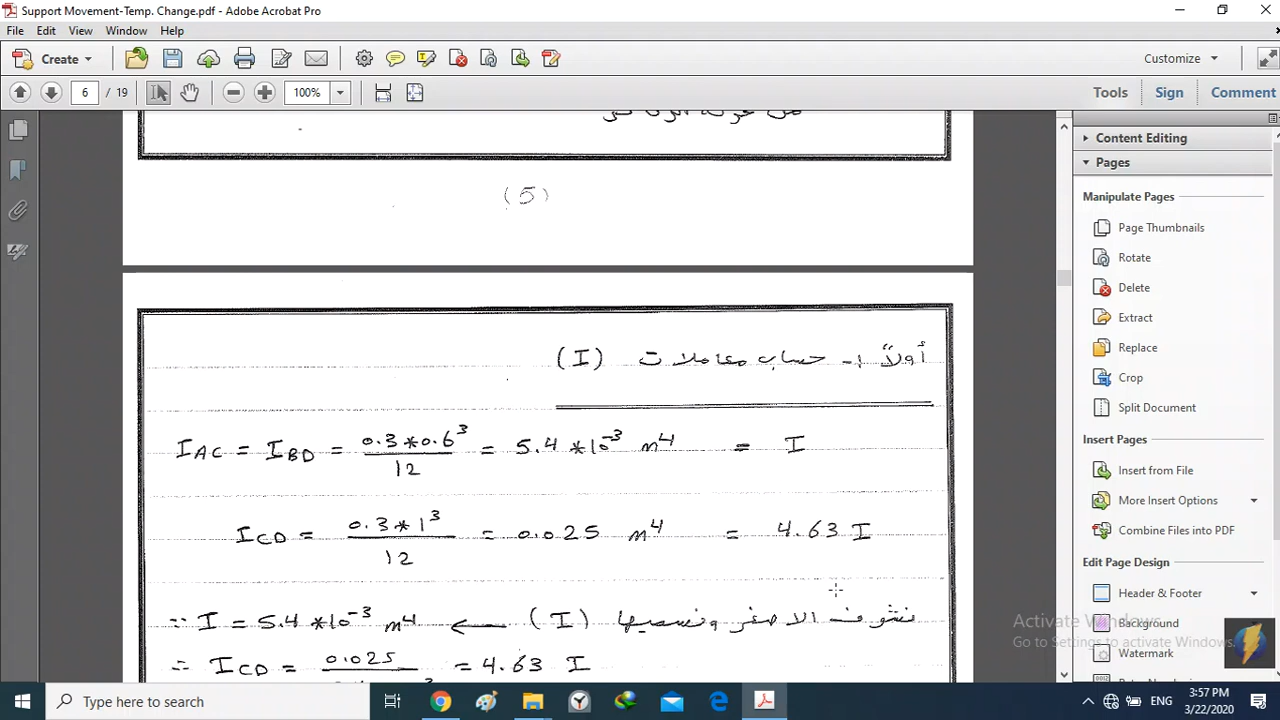 Support Movement-Temp. Change.pdf - Adobe Acrobat Pro
File Edit View Window Help
Create Customize
6 / 19 100% Tools Sign Comment
(5)
أولاً ١- حساب معاملات (I)
I AC = I BD = 0.3*0.6³/12 = 5.4*10⁻³ m⁴ = I
I CD = 0.3*1³/12 = 0.025 m⁴ = 4.63 I
∵ I = 5.4*10⁻³ m⁴ ← نشوف الاصغر ونسميها (I)
∴ I CD = 0.025 = 4.63 I
Content Editing
Pages
Manipulate Pages
Page Thumbnails
Rotate
Delete
Extract
Replace
Crop
Split Document
Insert Pages
Insert from File
More Insert Options
Combine Files into PDF
Edit Page Design
Header & Footer
Background
Watermark
Activate Windows
Go to Settings to activate Windows.
Type here to search
ENG
3:57 PM
3/22/2020